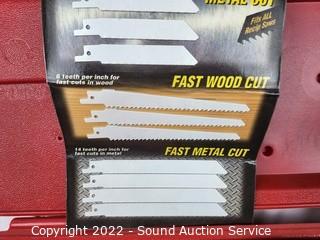 METAL CUT
Fits ALL
Recip Saws
6 teeth per inch for
fast cuts in wood
FAST WOOD CUT
14 teeth per inch for
fast cuts in metal
FAST METAL CUT
Copyright 2022 - Sound Auction Service